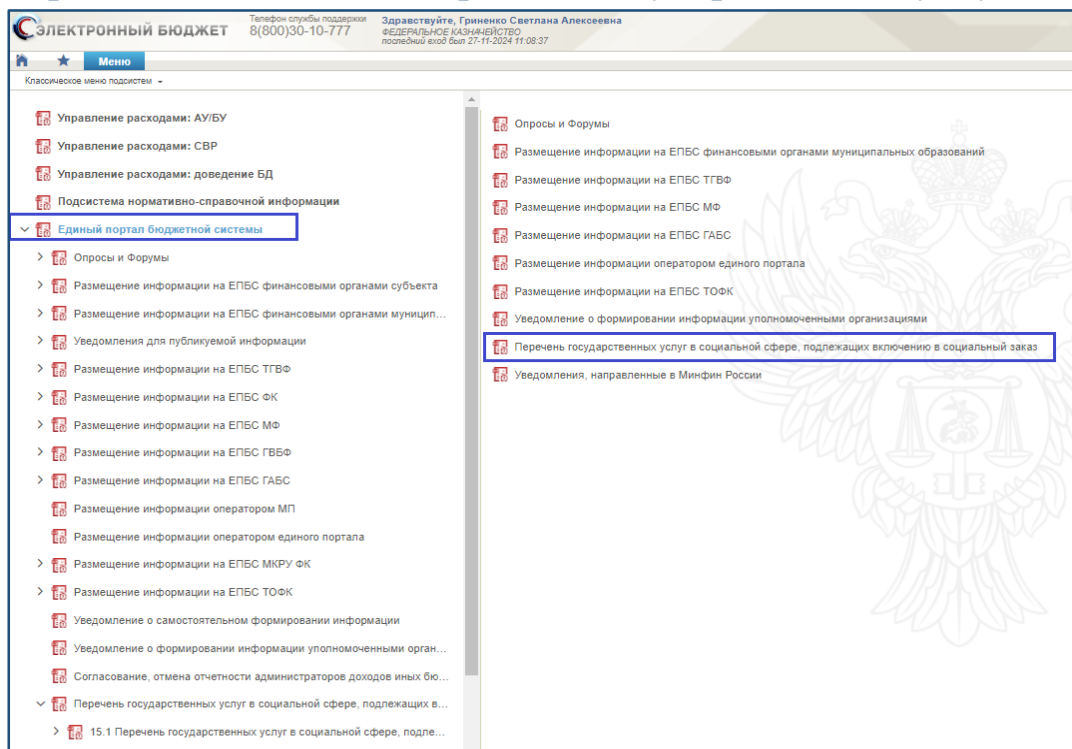 ЭЛЕКТРОННЫЙ БЮДЖЕТ
Телефон службы поддержки
8(800)30-10-777
Здравствуйте, Гриненко Светлана Алексеевна
ФЕДЕРАЛЬНОЕ КАЗНАЧЕЙСТВО
последний вход был 27-11-2024 11:08:37
Меню
Классическое меню подсистем
Управление расходами: АУ/БУ
Управление расходами: СВР
Управление расходами: доведение БД
Подсистема нормативно-справочной информации
Единый портал бюджетной системы
Опросы и Форумы
Размещение информации на ЕПБС финансовыми органами субъекта
Размещение информации на ЕПБС финансовыми органами муницип...
Уведомления для публикуемой информации
Размещение информации на ЕПБС ТГВФ
Размещение информации на ЕПБС ФК
Размещение информации на ЕПБС МФ
Размещение информации на ЕПБС ГВБФ
Размещение информации на ЕПБС ГАБС
Размещение информации оператором МП
Размещение информации оператором единого портала
Размещение информации на ЕПБС МКРУ ФК
Размещение информации на ЕПБС ТОФК
Уведомление о самостоятельном формировании информации
Уведомление о формировании информации уполномоченными орган...
Согласование, отмена отчетности администраторов доходов иных бю...
Перечень государственных услуг в социальной сфере, подлежащих в...
15.1 Перечень государственных услуг в социальной сфере, подле...
Опросы и Форумы
Размещение информации на ЕПБС финансовыми органами муниципальных образований
Размещение информации на ЕПБС ТГВФ
Размещение информации на ЕПБС МФ
Размещение информации на ЕПБС ГАБС
Размещение информации оператором единого портала
Размещение информации на ЕПБС ТОФК
Уведомление о формировании информации уполномоченными организациями
Перечень государственных услуг в социальной сфере, подлежащих включению в социальный заказ
Уведомления, направленные в Минфин России